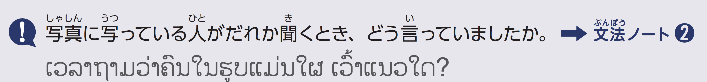 写真に写っている人がだれか聞くとき、どう言っていましたか。 ➡ 文法ノート❷
ເວລາຖາມວ່າຄົນໃນຮູບແມ່ນໃຜ ເວົ້າແນວໃດ?